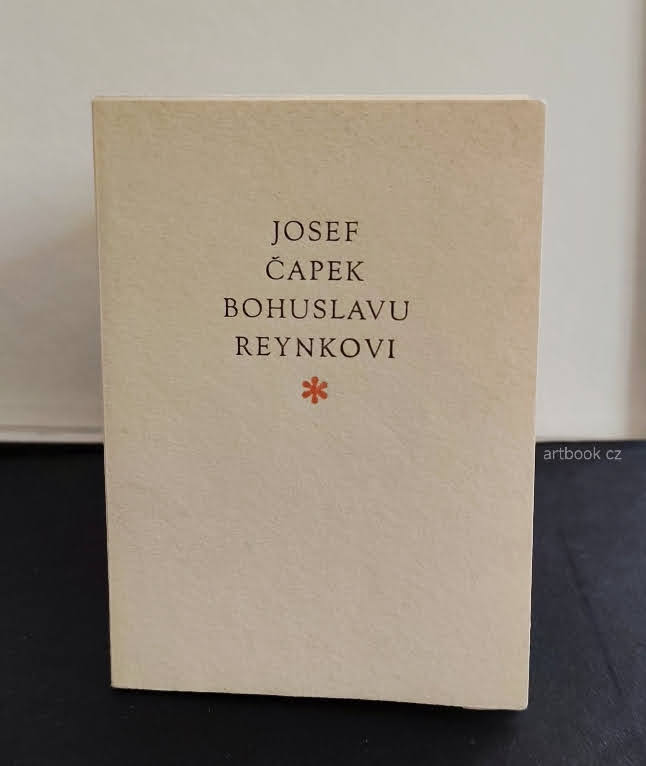 JOSEF
ČAPEK
BOHUSLAVU
REYNKOVI
*
artbook cz